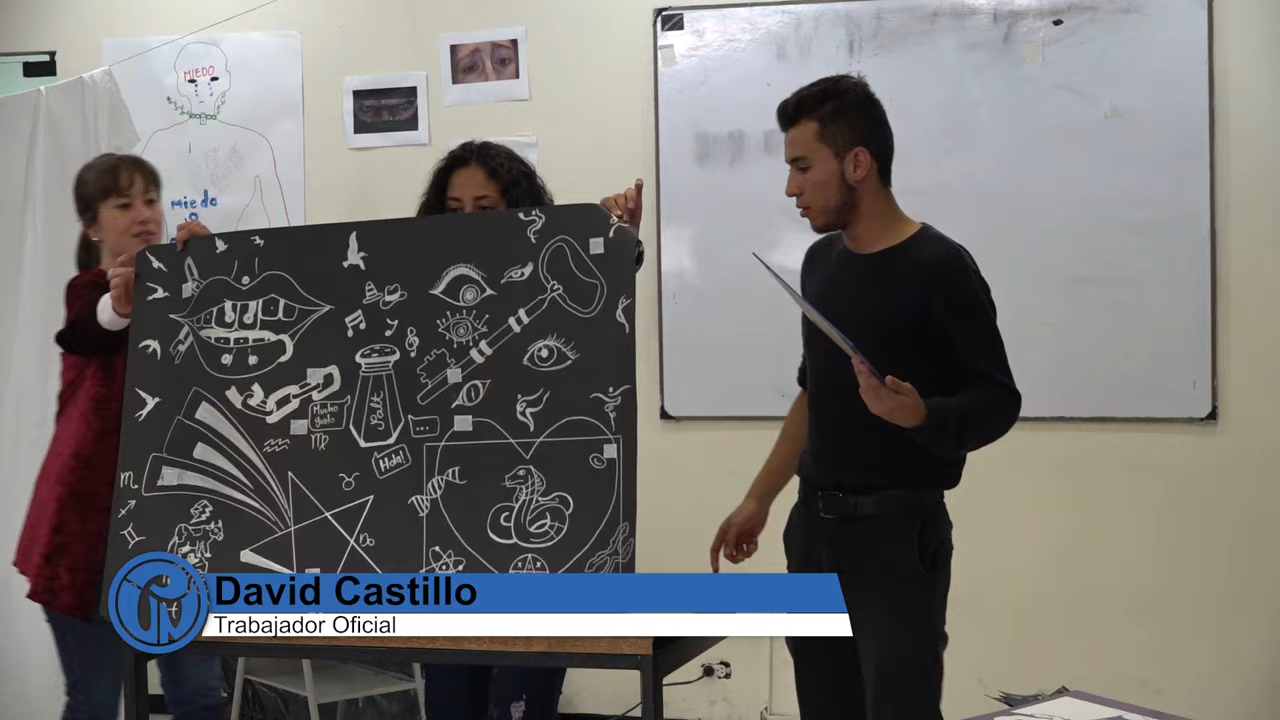 MIEDO
miedo
Mucho
gusto
Salt
...
Hola!
David Castillo
Trabajador Oficial